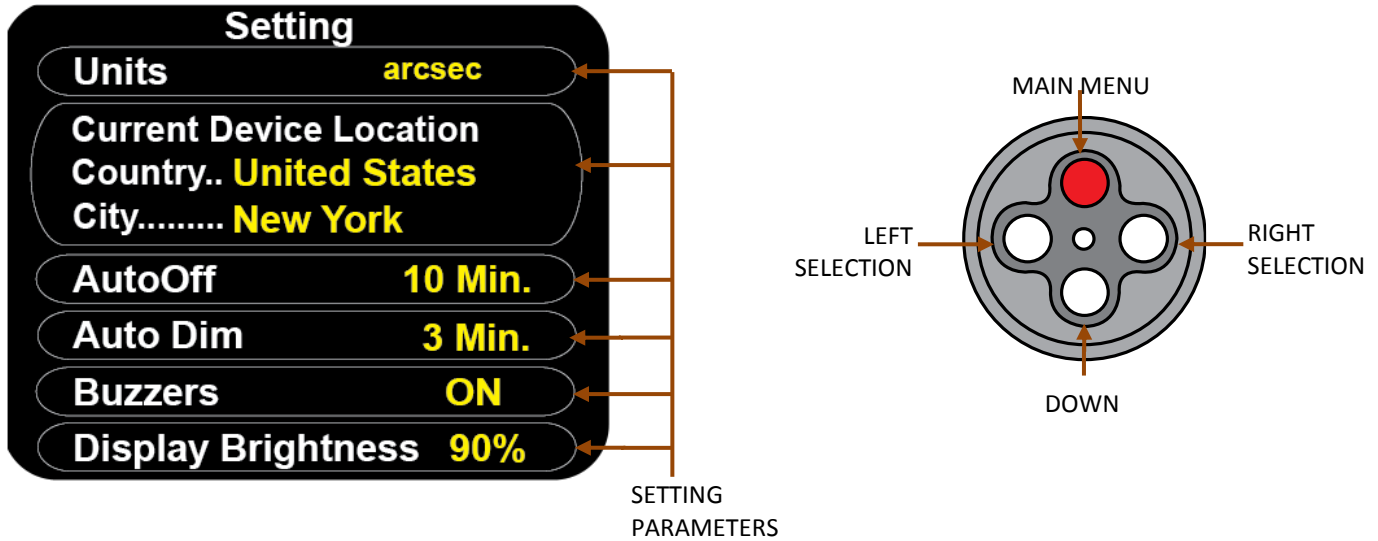 Setting
Units arcsec
Current Device Location
Country.. United States
City......... New York
AutoOff 10 Min.
Auto Dim 3 Min.
Buzzers ON
Display Brightness 90%
SETTING
PARAMETERS
MAIN MENU
LEFT
SELECTION
RIGHT
SELECTION
DOWN